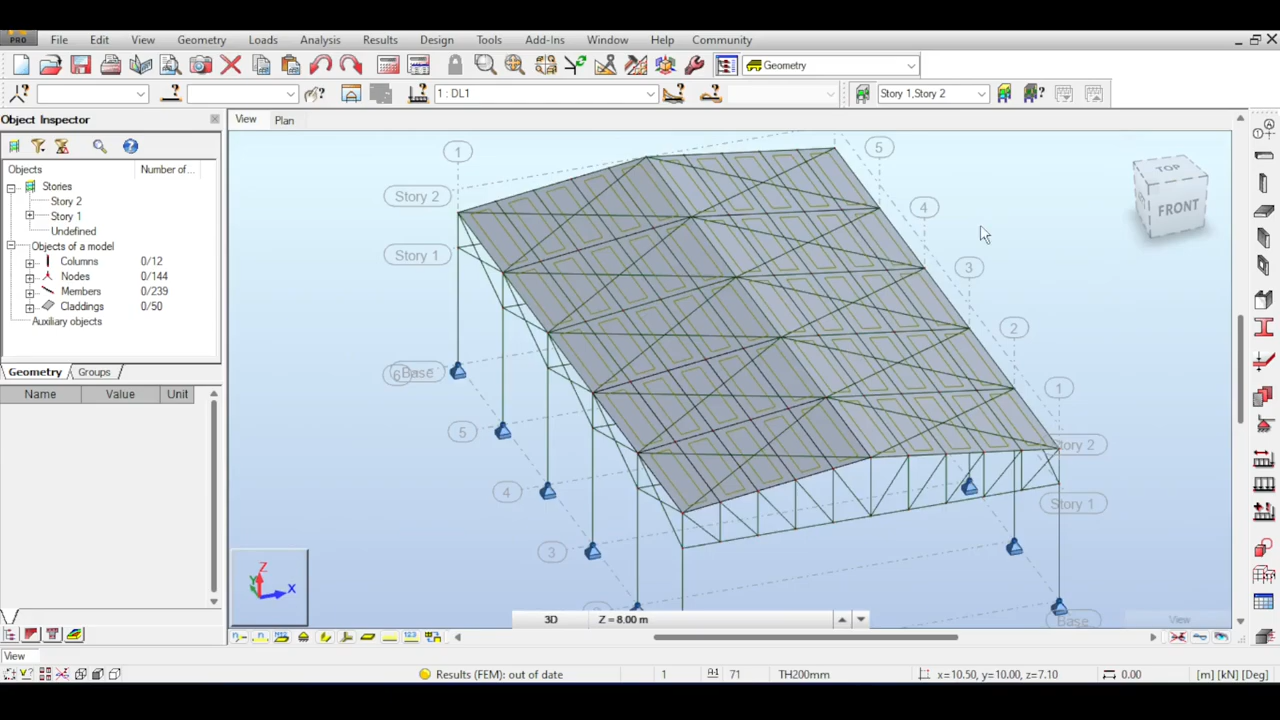 PRO File Edit View Geometry Loads Analysis Results Design Tools Add-Ins Window Help Community
Geometry
1 : DL1 Story 1,Story 2
Object Inspector
View Plan
Objects Number of...
Stories
Story 2
Story 1
Undefined
Objects of a model
Columns 0/12
Nodes 0/144
Members 0/239
Claddings 0/50
Auxiliary objects
Geometry Groups
Name Value Unit
1
5
TOP
FRONT
Story 2
4
Story 1
3
2
6 Base
1
5
Story 2
4
Story 1
3
Base
Z
Y
X
3D Z = 8.00 m
View
View
Results (FEM): out of date 1 71 TH200mm x=10.50, y=10.00, z=7.10 0.00 [m] [kN] [Deg]